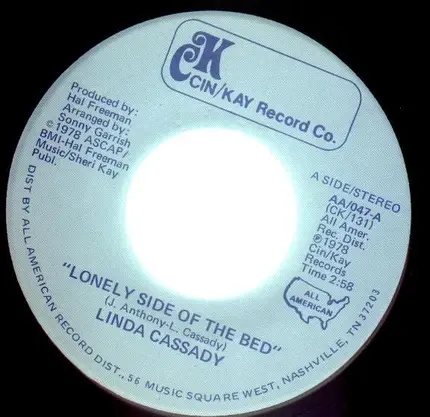 CK
CIN/KAY Record Co.
Produced by:
Hal Freeman
Arranged by:
Sonny Garrish
©1978 ASCAP/
BMI-Hal Freeman
Music/Sheri Kay
Publ.
A SIDE/STEREO
AA/047-A
(CK/131)
All Amer.
Rec. Dist.
℗1978
Cin/Kay
Records
Time 2:58
ALL
AMERICAN
"LONELY SIDE OF THE BED"
(J. Anthony-L. Cassady)
LINDA CASSADY
DIST BY ALL AMERICAN RECORD DIST., 56 MUSIC SQUARE WEST, NASHVILLE, TN 37203